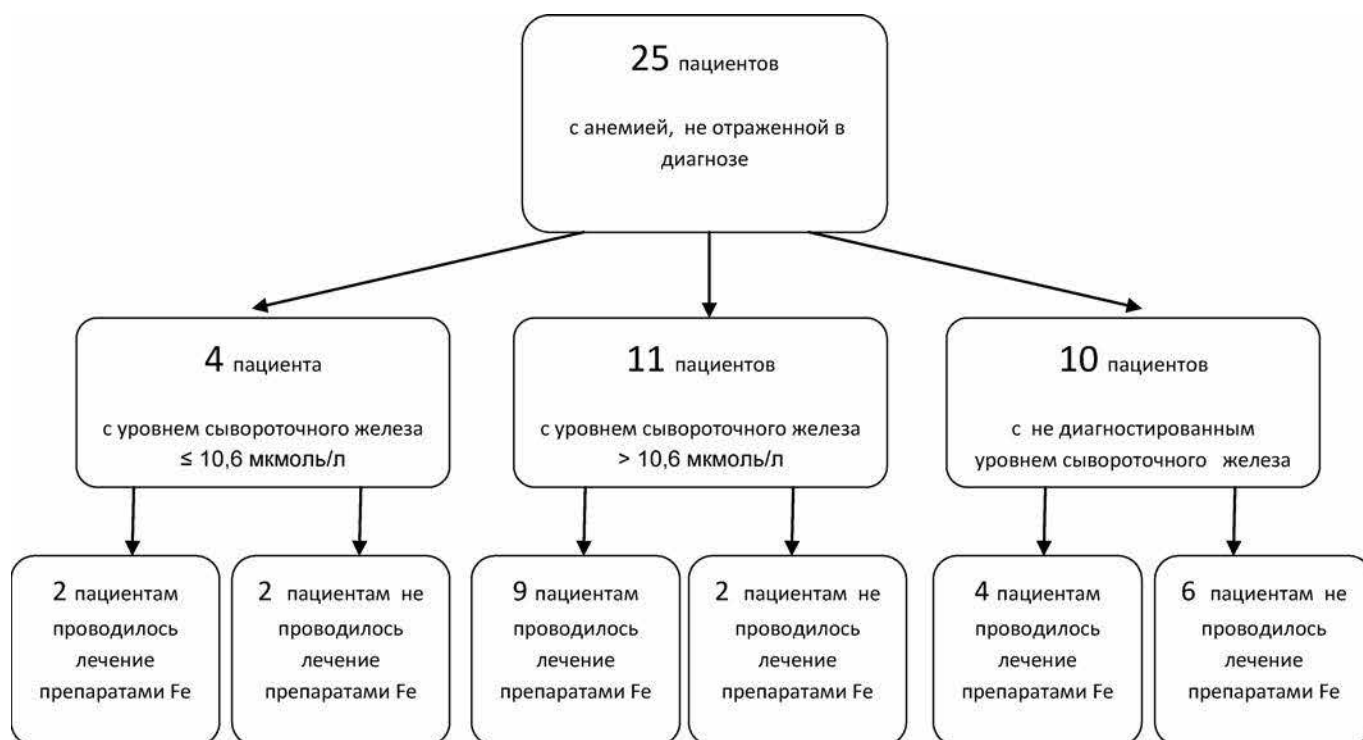 25 пациентов
с анемией, не отраженной в
диагнозе
4 пациента
с уровнем сывороточного железа
≤ 10,6 мкмоль/л
11 пациентов
с уровнем сывороточного железа
> 10,6 мкмоль/л
10 пациентов
с не диагностированным
уровнем сывороточного железа
2 пациентам
проводилось
лечение
препаратами Fe
2 пациентам не
проводилось
лечение
препаратами Fe
9 пациентам
проводилось
лечение
препаратами Fe
2 пациентам не
проводилось
лечение
препаратами Fe
4 пациентам
проводилось
лечение
препаратами Fe
6 пациентам не
проводилось
лечение
препаратами Fe